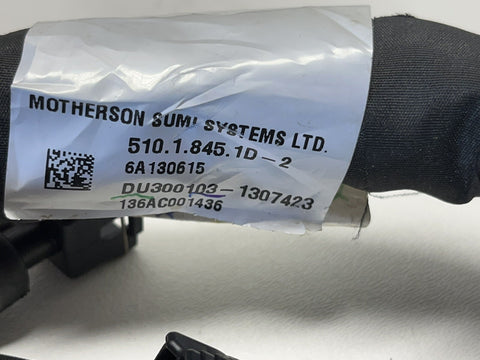 MOTHERSON SUMI SYSTEMS LTD.
510.1.845.1D-2
6A130615
DU300103-1307423
136AC001436